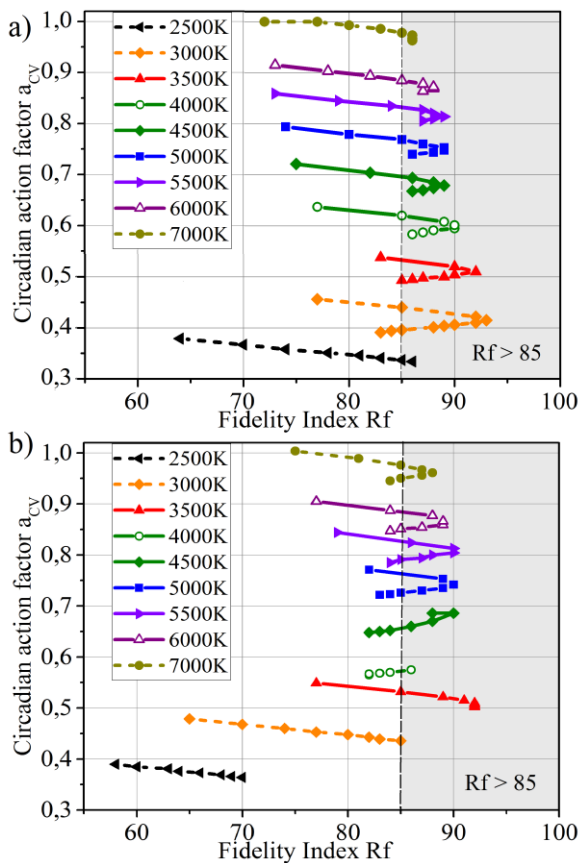 a)
Circadian action factor a_CV
1,0
0,9
0,8
0,7
0,6
0,5
0,4
0,3
2500K
3000K
3500K
4000K
4500K
5000K
5500K
6000K
7000K
Rf > 85
60 70 80 90 100
Fidelity Index Rf
b)
Circadian action factor a_CV
1,0
0,9
0,8
0,7
0,6
0,5
0,4
0,3
2500K
3000K
3500K
4000K
4500K
5000K
5500K
6000K
7000K
Rf > 85
60 70 80 90 100
Fidelity Index Rf